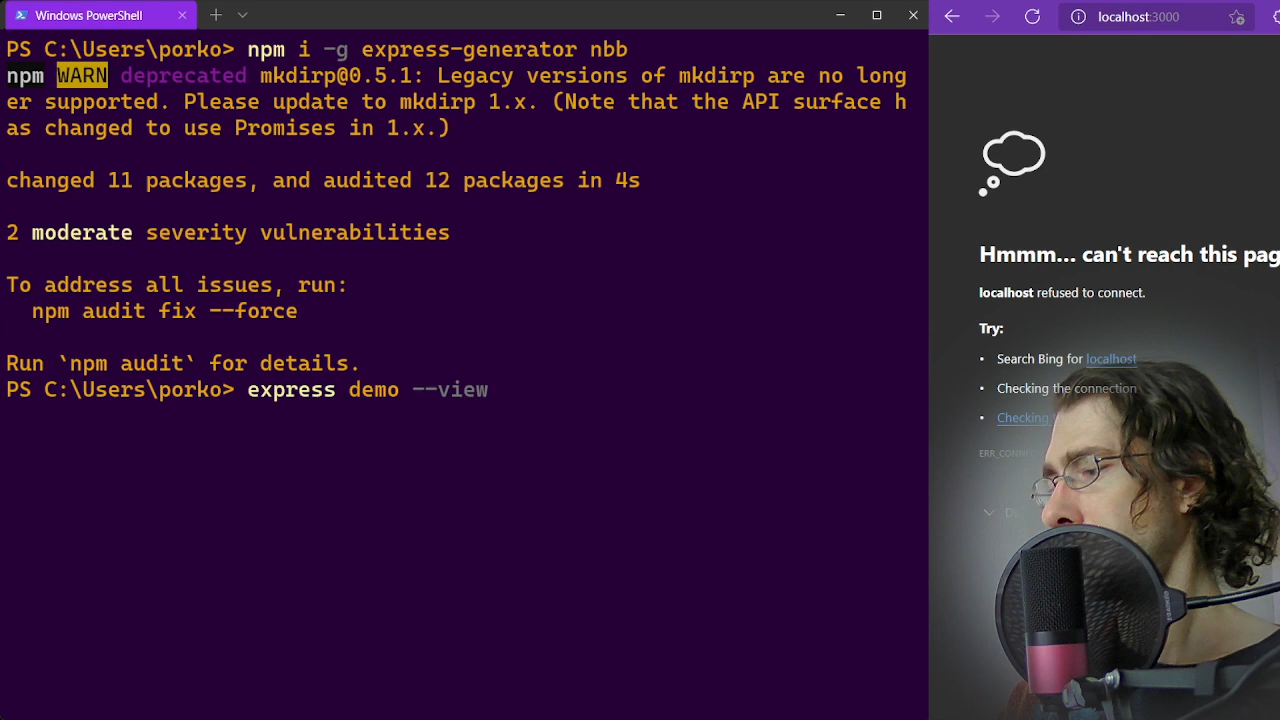 Windows PowerShell
localhost:3000
PS C:\Users\porko> npm i -g express-generator nbb
npm WARN deprecated mkdirp@0.5.1: Legacy versions of mkdirp are no long
er supported. Please update to mkdirp 1.x. (Note that the API surface h
as changed to use Promises in 1.x.)
changed 11 packages, and audited 12 packages in 4s
2 moderate severity vulnerabilities
To address all issues, run:
npm audit fix --force
Run `npm audit` for details.
PS C:\Users\porko> express demo --view
Hmmm... can't reach this pag
localhost refused to connect.
Try:
• Search Bing for localhost
• Checking the connection
• Checking